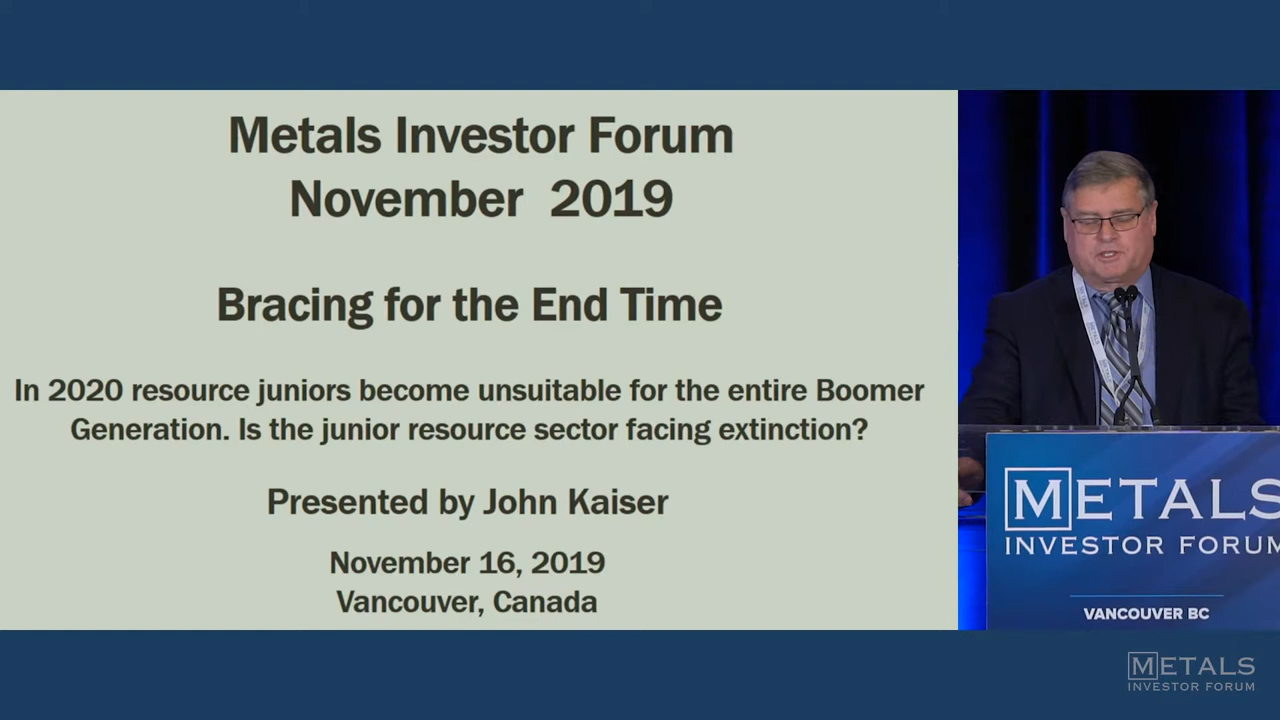 Metals Investor Forum
November 2019
Bracing for the End Time
In 2020 resource juniors become unsuitable for the entire Boomer
Generation. Is the junior resource sector facing extinction?
Presented by John Kaiser
November 16, 2019
Vancouver, Canada
METALS
INVESTOR FORUM
VANCOUVER BC
METALS
INVESTOR FORUM